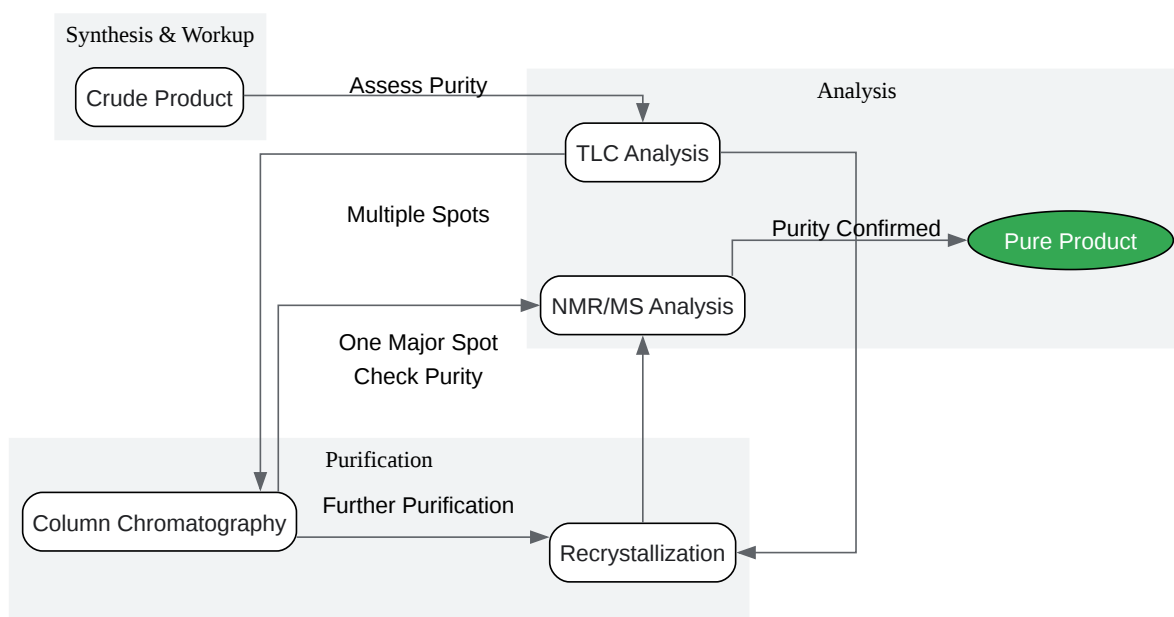 Synthesis & Workup
Crude Product
Assess Purity
Analysis
TLC Analysis
Multiple Spots
Purity Confirmed
Pure Product
NMR/MS Analysis
One Major Spot
Check Purity
Purification
Further Purification
Column Chromatography
Recrystallization